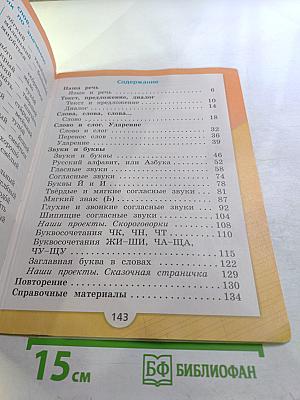 Содержание
Наша речь
Язык и речь 6
Текст, предложение, диалог
Текст и предложение 10
Диалог 14
Слова, слова, слова...
Слово 18
Слово и слог. Ударение
Слово и слог 32
Перенос слов 36
Ударение 39
Звуки и буквы
Звуки и буквы 46
Русский алфавит, или Азбука 52
Гласные звуки 58
Согласные звуки 74
Буквы Й и И 78
Твёрдые и мягкие согласные звуки 81
Мягкий знак (Ь) 87
Глухие и звонкие согласные звуки 92
Шипящие согласные звуки 104
Наши проекты. Скороговорки 108
Буквосочетания ЧК, ЧН, ЧТ 110
Буквосочетания ЖИ—ШИ, ЧА—ЩА,
ЧУ—ЩУ 115
Заглавная буква в словах 122
Наши проекты. Сказочная страничка 129
Повторение 130
Справочные материалы 134
143
15 см
БФ БИБЛИОФАН